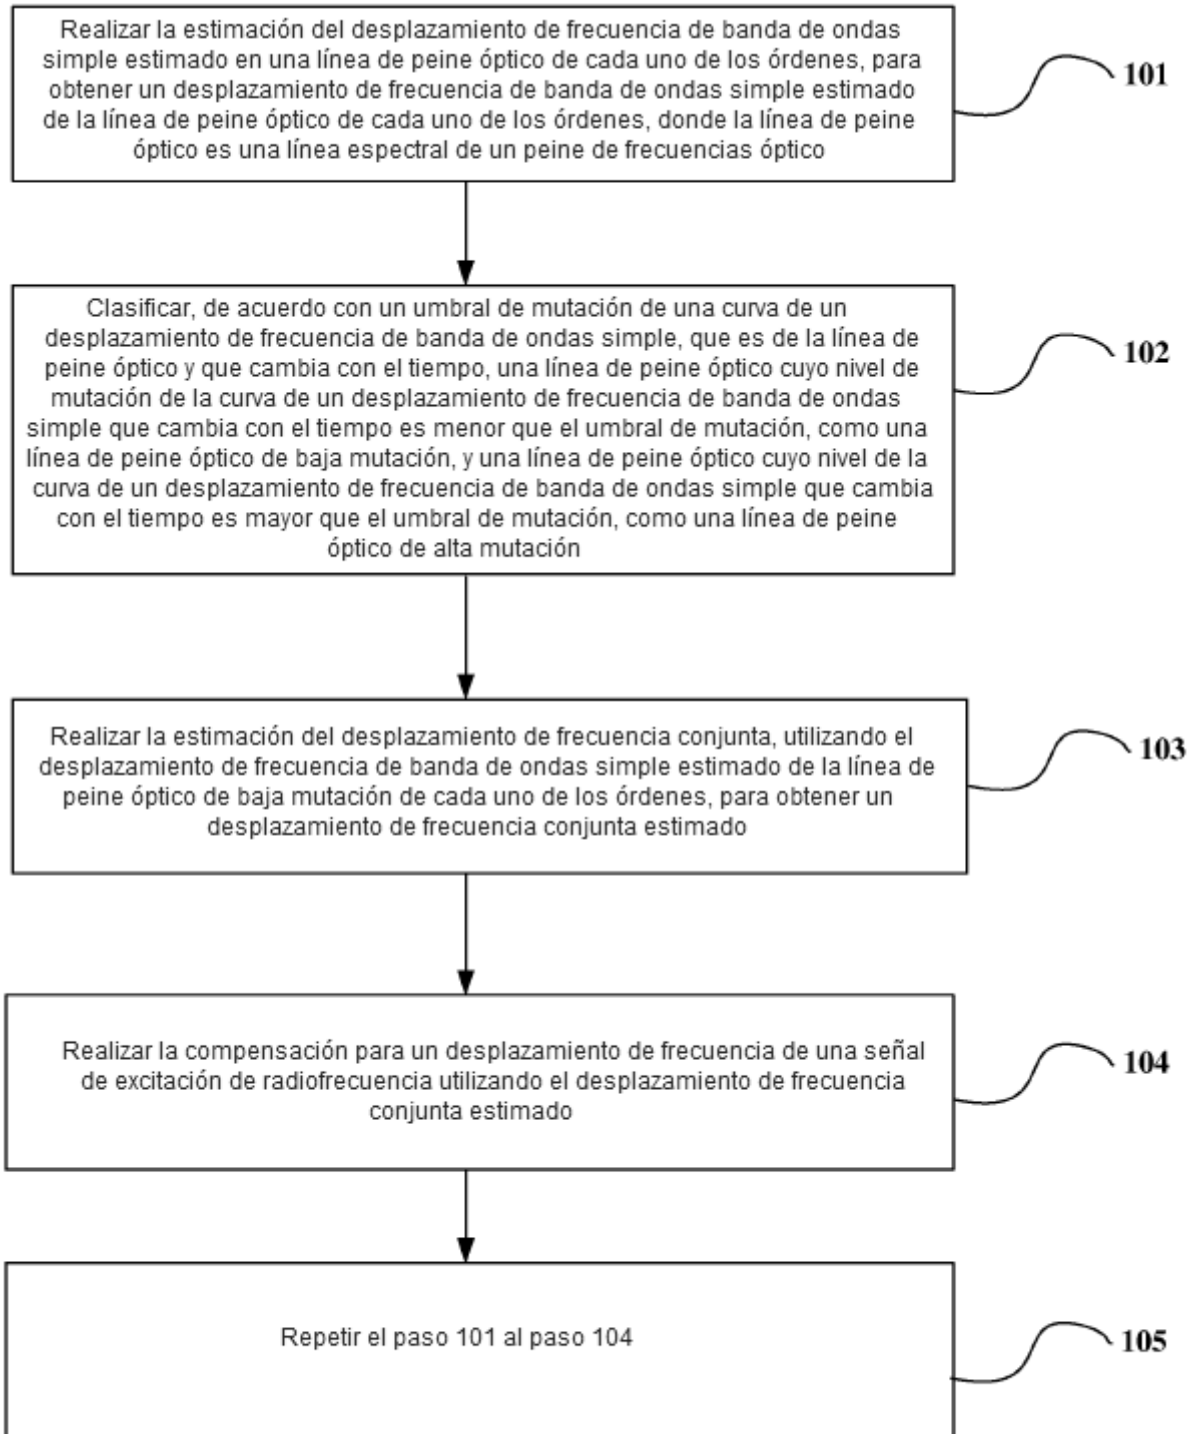 Realizar la estimación del desplazamiento de frecuencia de banda de ondas
simple estimado en una línea de peine óptico de cada uno de los órdenes, para
obtener un desplazamiento de frecuencia de banda de ondas simple estimado
de la línea de peine óptico de cada uno de los órdenes, donde la línea de peine
óptico es una línea espectral de un peine de frecuencias óptico
101
Clasificar, de acuerdo con un umbral de mutación de una curva de un
desplazamiento de frecuencia de banda de ondas simple, que es de la línea de
peine óptico y que cambia con el tiempo, una línea de peine óptico cuyo nivel de
mutación de la curva de un desplazamiento de frecuencia de banda de ondas
simple que cambia con el tiempo es menor que el umbral de mutación, como una
línea de peine óptico de baja mutación, y una línea de peine óptico cuyo nivel de la
curva de un desplazamiento de frecuencia de banda de ondas simple que cambia
con el tiempo es mayor que el umbral de mutación, como una línea de peine
óptico de alta mutación
102
Realizar la estimación del desplazamiento de frecuencia conjunta, utilizando el
desplazamiento de frecuencia de banda de ondas simple estimado de la línea de
peine óptico de baja mutación de cada uno de los órdenes, para obtener un
desplazamiento de frecuencia conjunta estimado
103
Realizar la compensación para un desplazamiento de frecuencia de una señal
de excitación de radiofrecuencia utilizando el desplazamiento de frecuencia
conjunta estimado
104
Repetir el paso 101 al paso 104
105